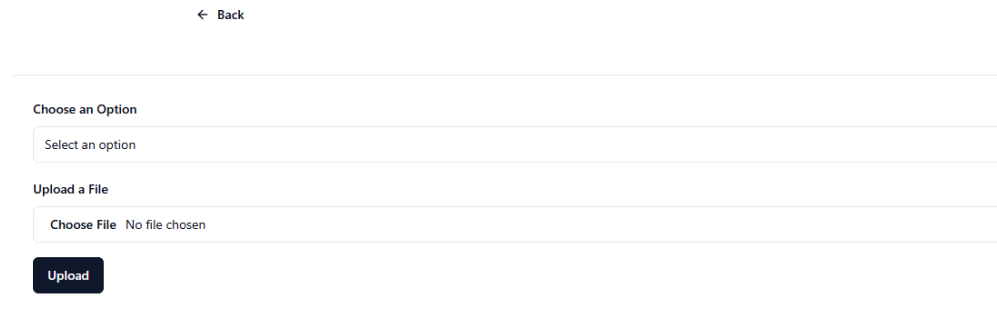 ← Back
Choose an Option
Select an option
Upload a File
Choose File No file chosen
Upload